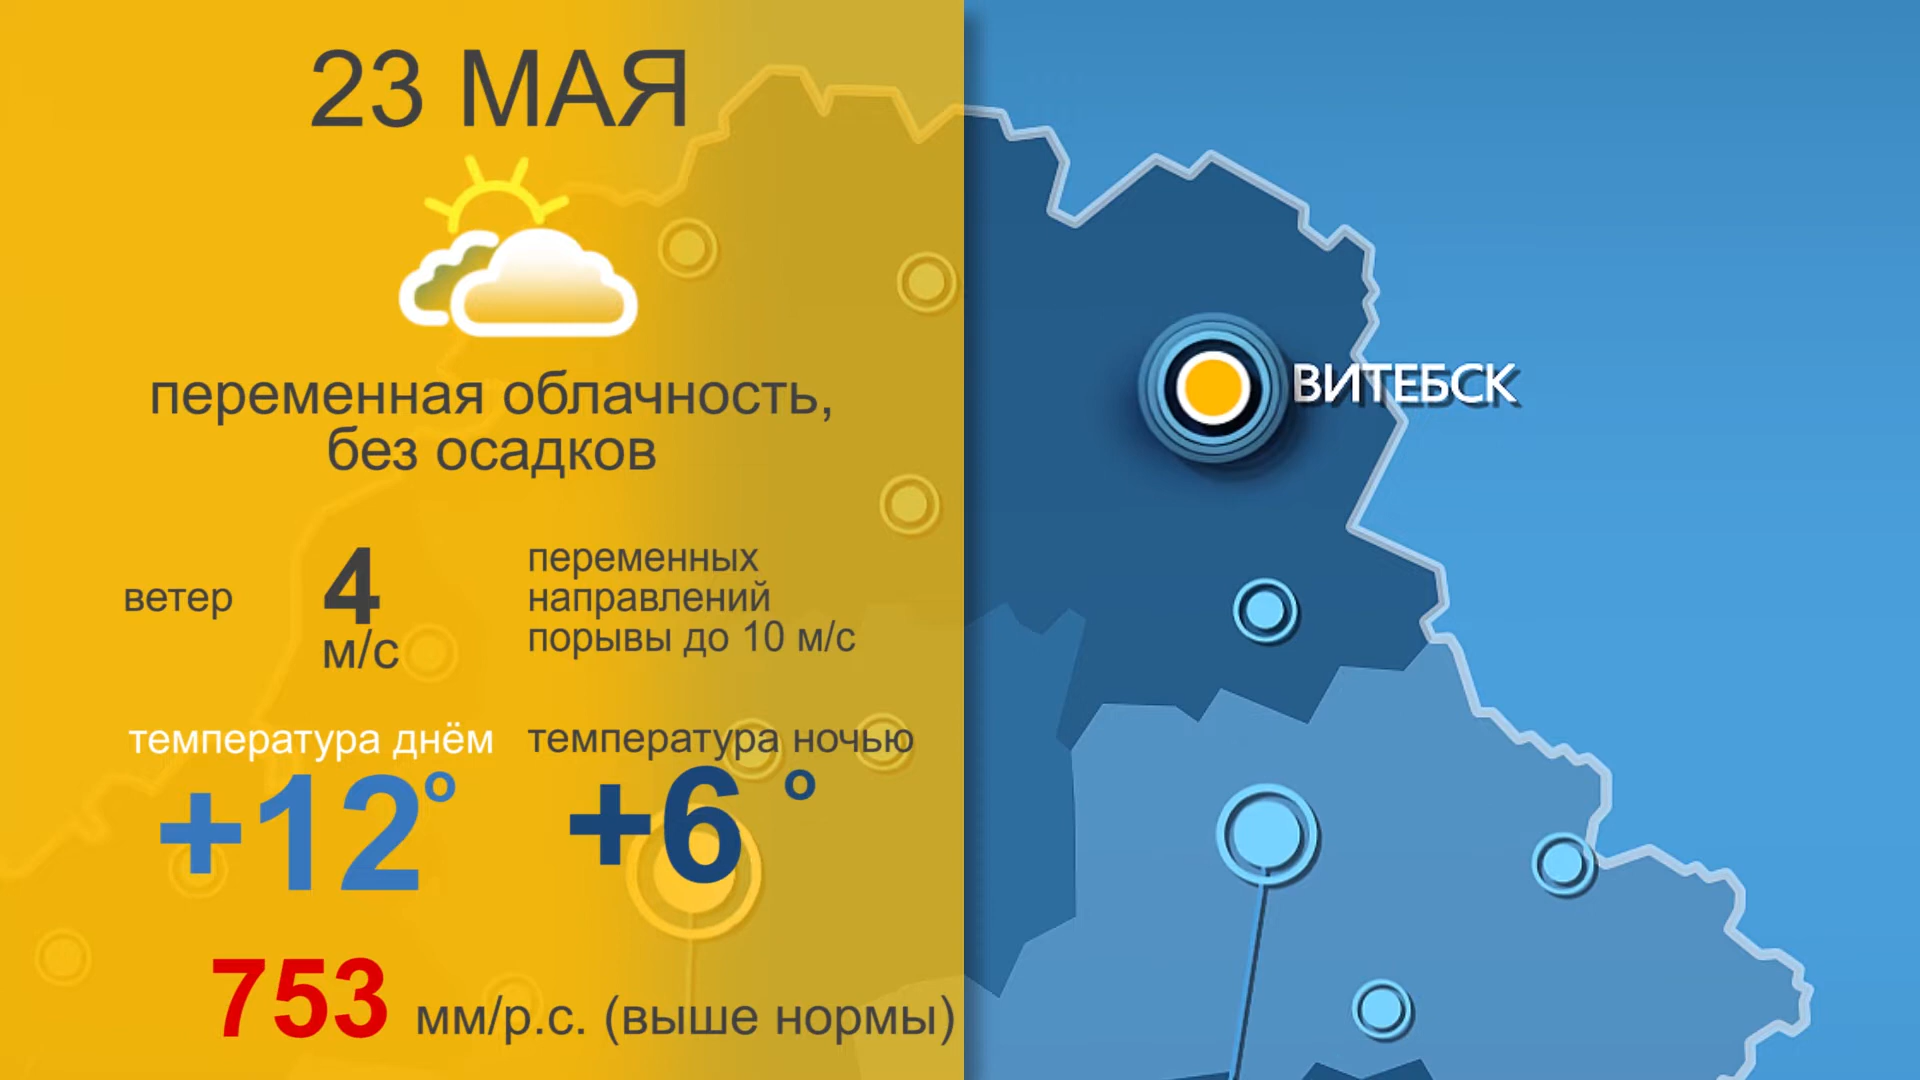 23 МАЯ
переменная облачность,
без осадков
ветер
4
м/с
переменных
направлений
порывы до 10 м/с
температура днём
+12°
температура ночью
+6 °
753 мм/р.с. (выше нормы)
ВИТЕБСК